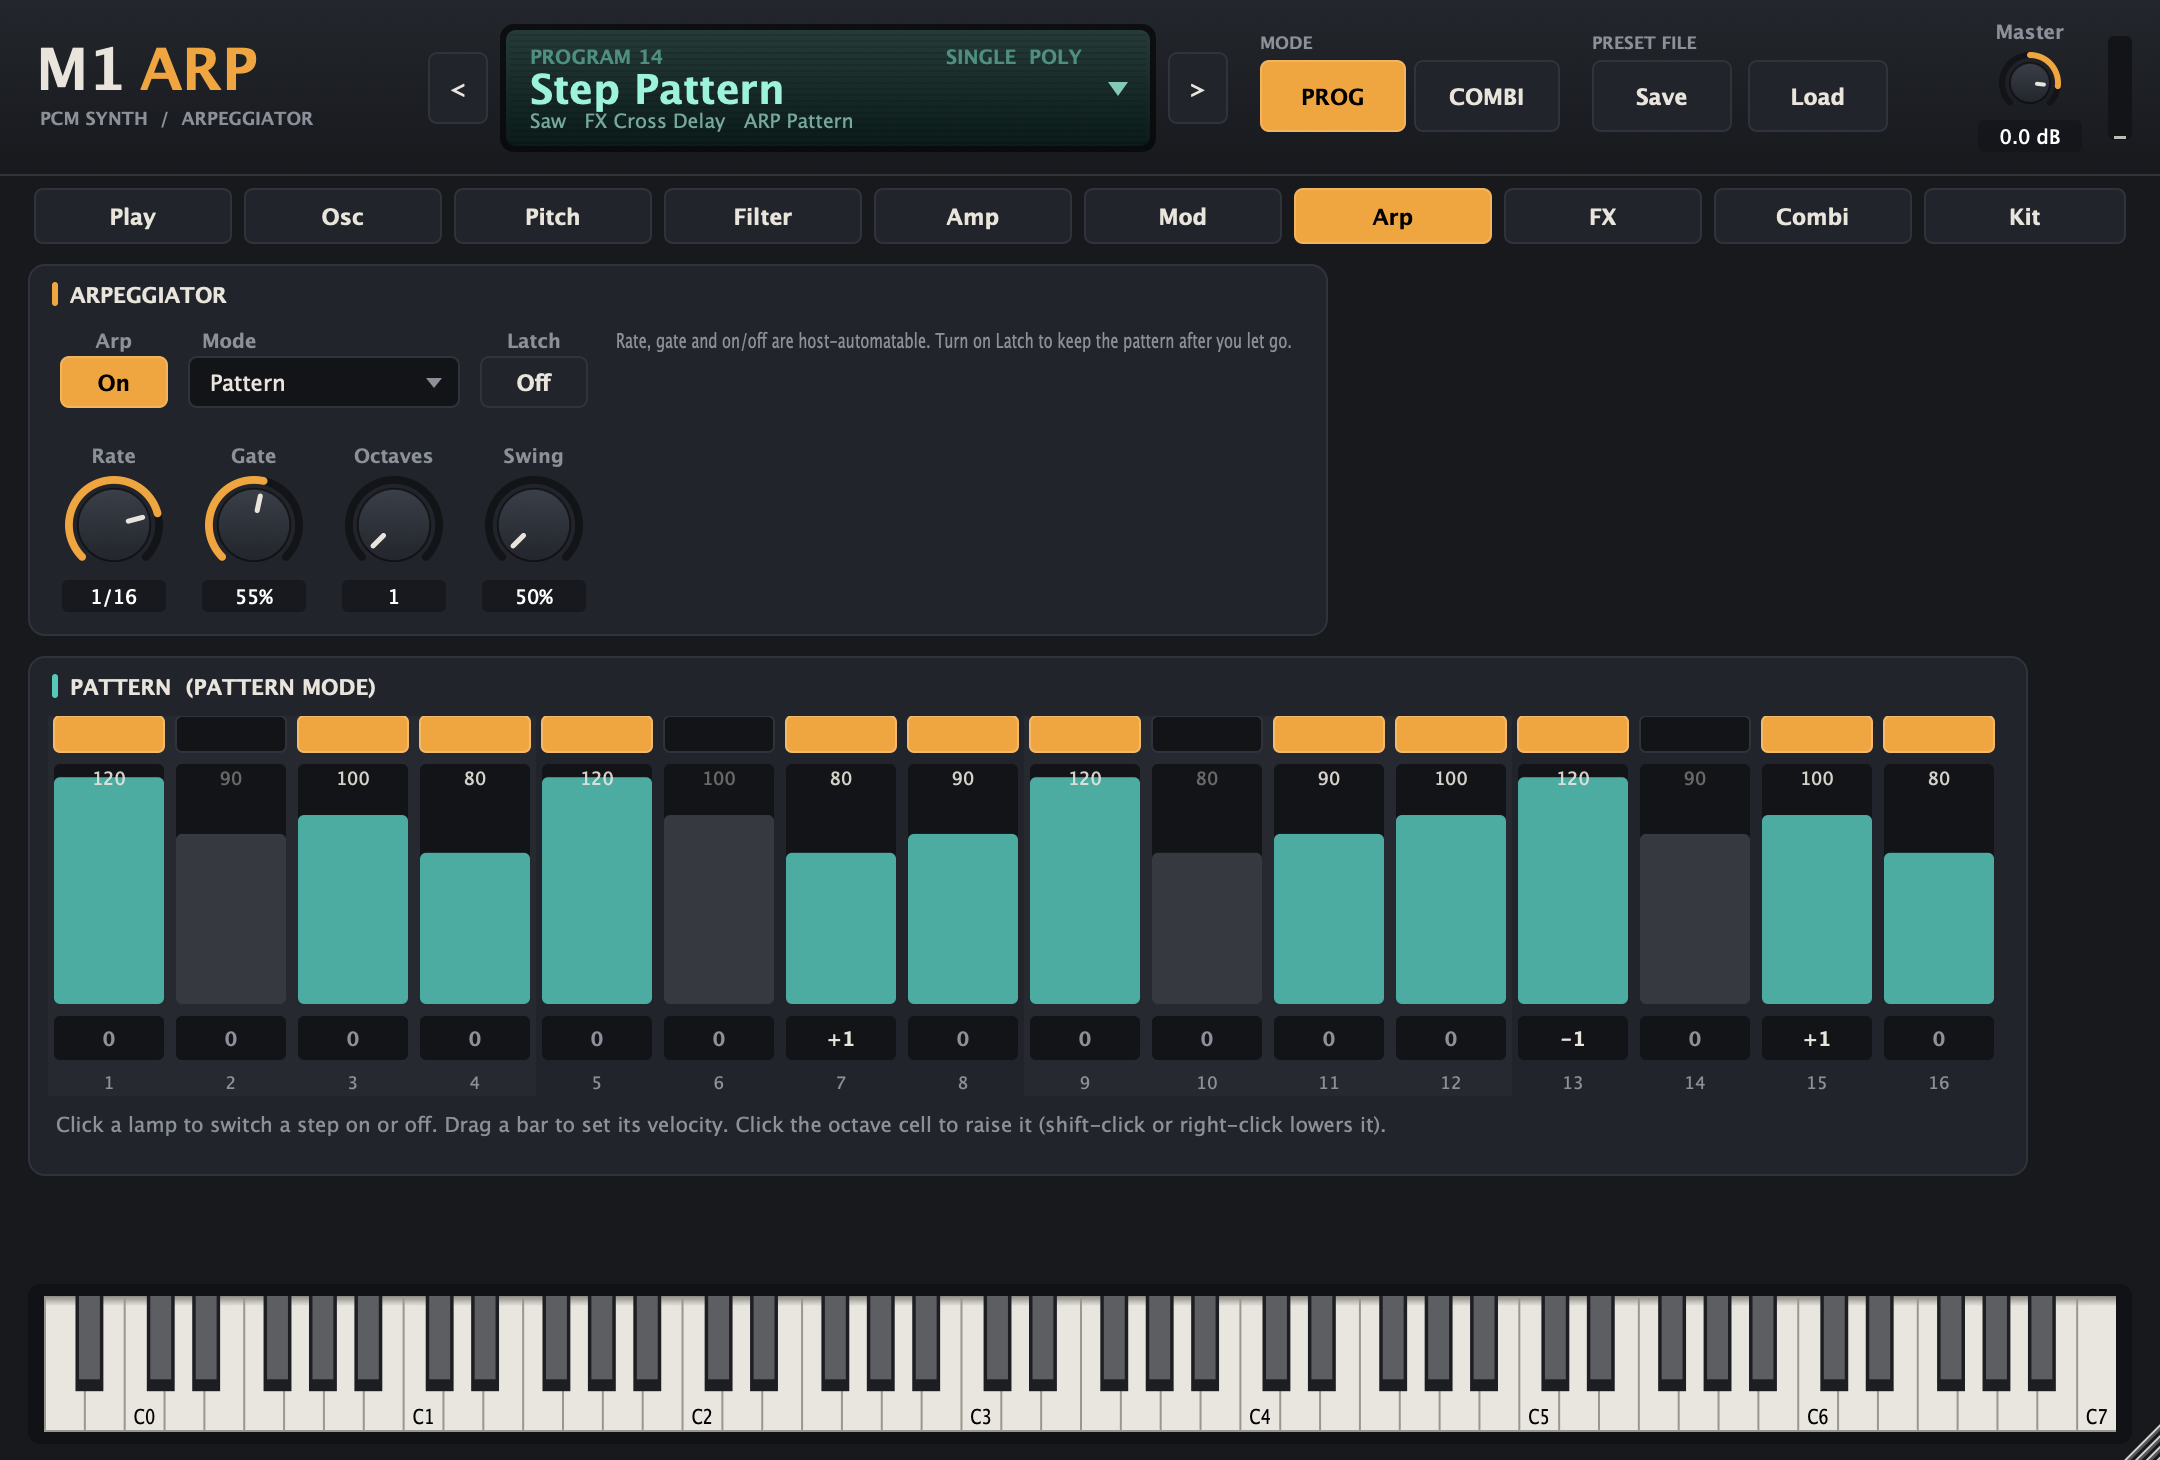 M1 ARP
PCM SYNTH / ARPEGGIATOR
<
PROGRAM 14 SINGLE POLY
Step Pattern
Saw FX Cross Delay ARP Pattern
>
MODE
PROG COMBI
PRESET FILE
Save Load
Master
0.0 dB
Play Osc Pitch Filter Amp Mod Arp FX Combi Kit
ARPEGGIATOR
Arp Mode Latch
On Pattern Off
Rate, gate and on/off are host-automatable. Turn on Latch to keep the pattern after you let go.
Rate Gate Octaves Swing
1/16 55% 1 50%
PATTERN (PATTERN MODE)
120 90 100 80 120 100 80 90 120 80 90 100 120 90 100 80
0 0 0 0 0 0 +1 0 0 0 0 0 -1 0 +1 0
1 2 3 4 5 6 7 8 9 10 11 12 13 14 15 16
Click a lamp to switch a step on or off. Drag a bar to set its velocity. Click the octave cell to raise it (shift-click or right-click lowers it).
C0 C1 C2 C3 C4 C5 C6 C7